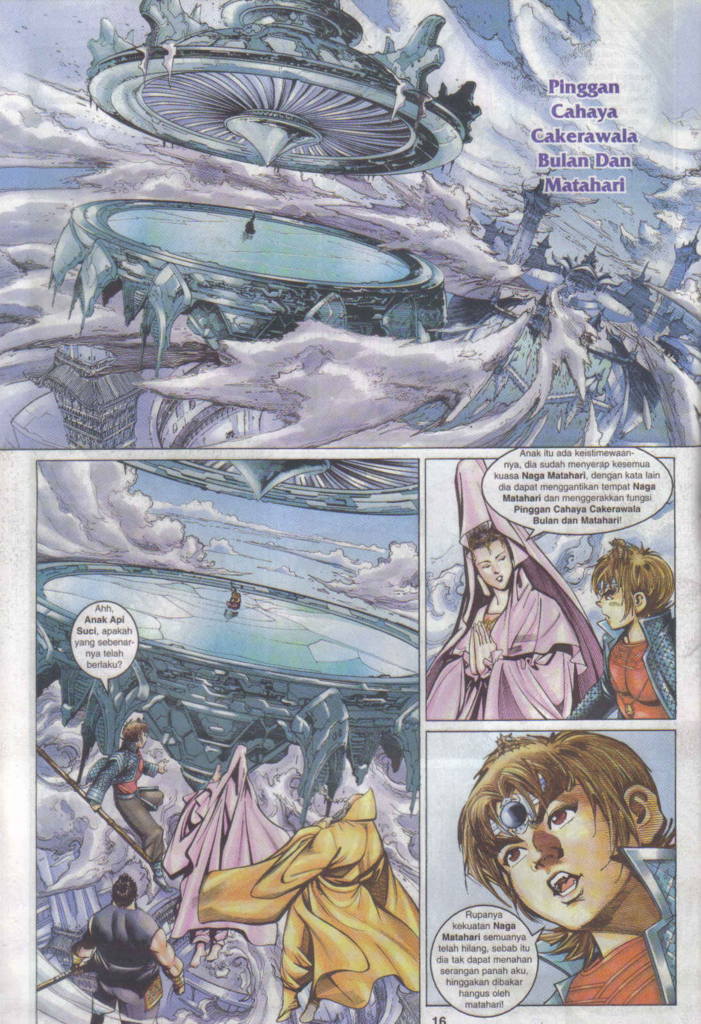 Pinggan
Cahaya
Cakerawala
Bulan Dan
Matahari
Ahh,
Anak Api
Suci, apakah
yang sebenar-
nya telah
berlaku?
Anak itu ada keistimewaan-
nya, dia sudah menyerap kesemua
kuasa Naga Matahari, dengan kata lain
dia dapat menggantikan tempat Naga
Matahari dan menggerakkan fungsi
Pinggan Cahaya Cakerawala
Bulan dan Matahari!
Rupanya
kekuatan Naga
Matahari semuanya
telah hilang, sebab itu
dia tak dapat menahan
serangan panah aku,
hinggakan dibakar
hangus oleh
matahari!
16